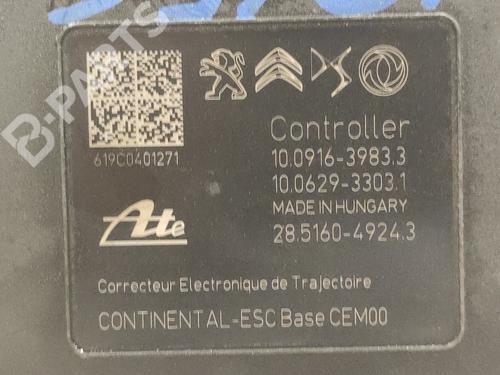 B-PARTS
619C0401271
Controller
10.0916-3983.3
10.0629-3303.1
MADE IN HUNGARY
28.5160-4924.3
Ate
Correcteur Electronique de Trajectoire
CONTINENTAL-ESC Base CEM00